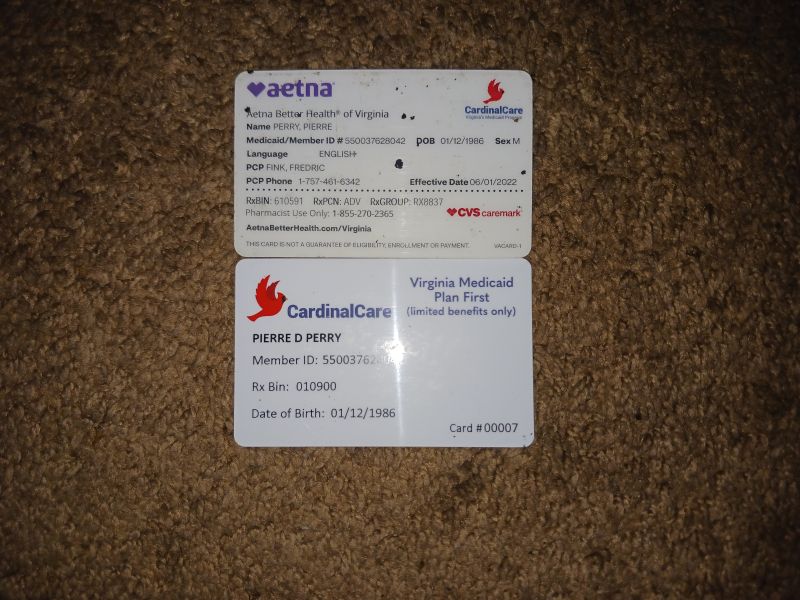 aetna
CardinalCare
Virginia's Medicaid Program
Aetna Better Health® of Virginia
Name PERRY, PIERRE
Medicaid/Member ID # 550037628042 DOB 01/12/1986 Sex M
Language ENGLISH
PCP FINK, FREDRIC
PCP Phone 1-757-461-6342 Effective Date 06/01/2022
RxBIN: 610591 RxPCN: ADV RxGROUP: RX8837
Pharmacist Use Only: 1-855-270-2365
CVS caremark
AetnaBetterHealth.com/Virginia
THIS CARD IS NOT A GUARANTEE OF ELIGIBILITY, ENROLLMENT OR PAYMENT. VACARD-1
CardinalCare
Virginia Medicaid
Plan First
(limited benefits only)
PIERRE D PERRY
Member ID:
Rx Bin: 010900
Date of Birth: 01/12/1986
Card # 00007